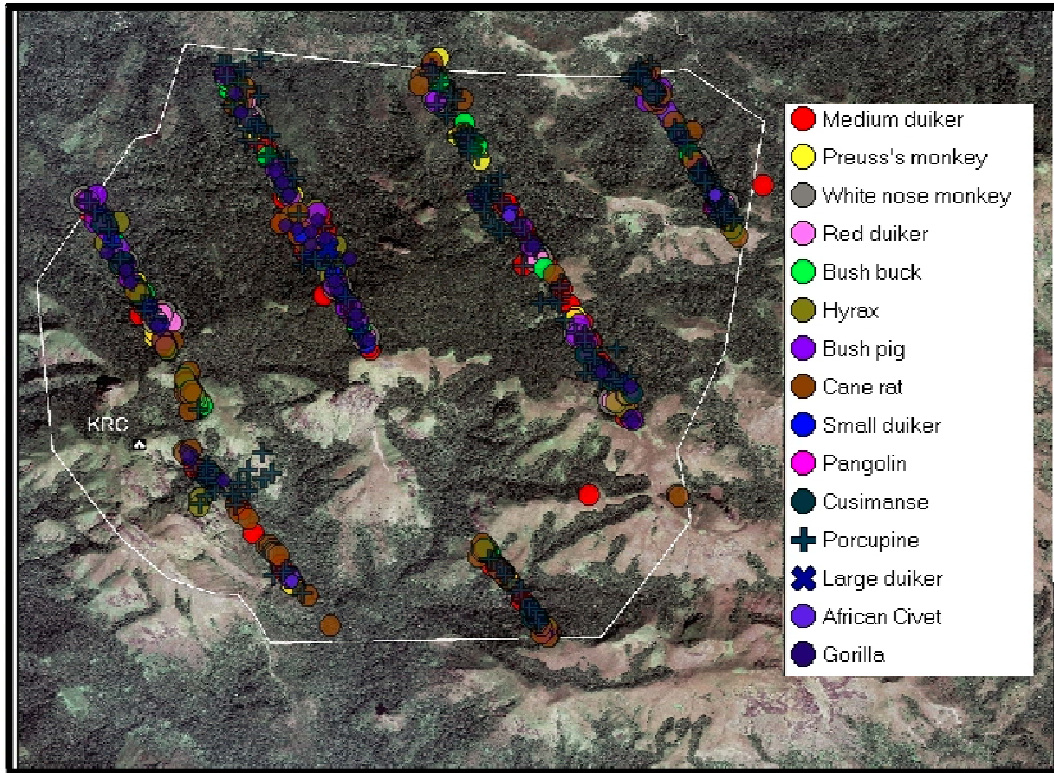 Medium duiker
Preuss's monkey
White nose monkey
Red duiker
Bush buck
Hyrax
Bush pig
Cane rat
Small duiker
Pangolin
Cusimanse
Porcupine
Large duiker
African Civet
Gorilla
KRC